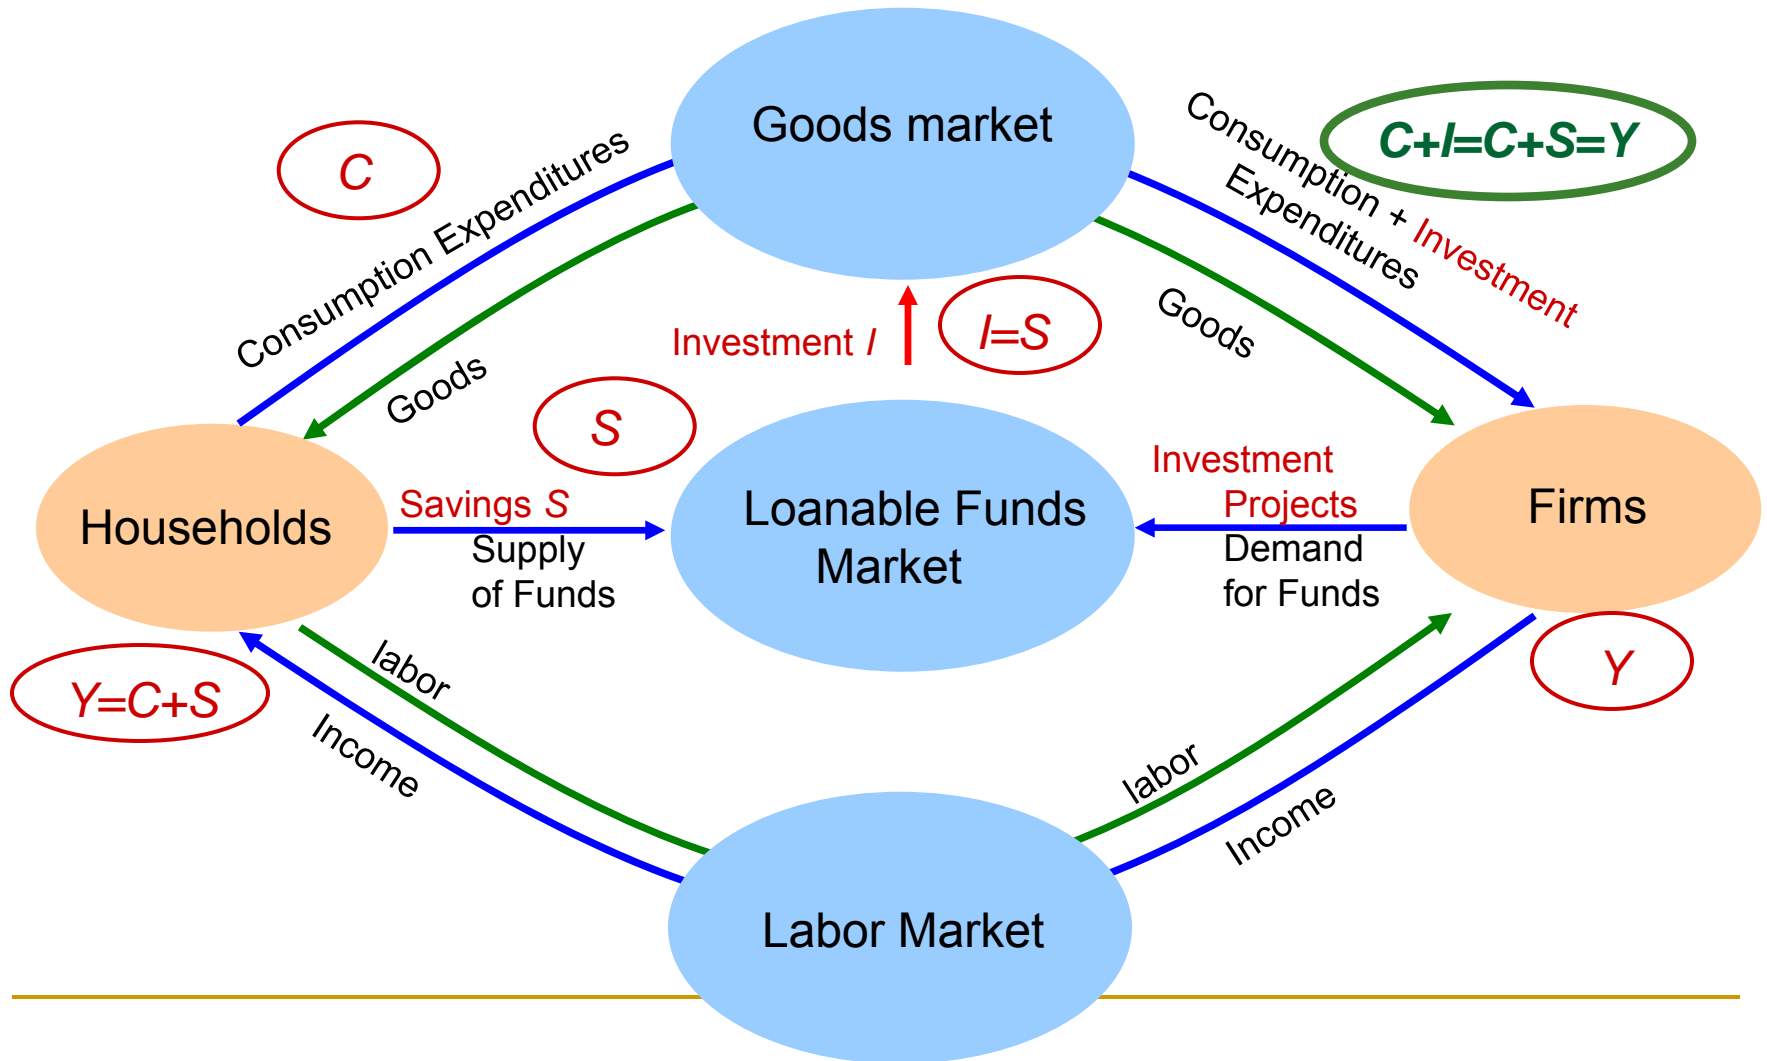 Goods market
C
Consumption Expenditures
Goods
Consumption + Investment
Expenditures
C+I=C+S=Y
Goods
Investment I
I=S
S
Households
Savings S
Supply
of Funds
Loanable Funds
Market
Investment
Projects
Demand
for Funds
Firms
Y=C+S
labor
Income
labor
Income
Y
Labor Market